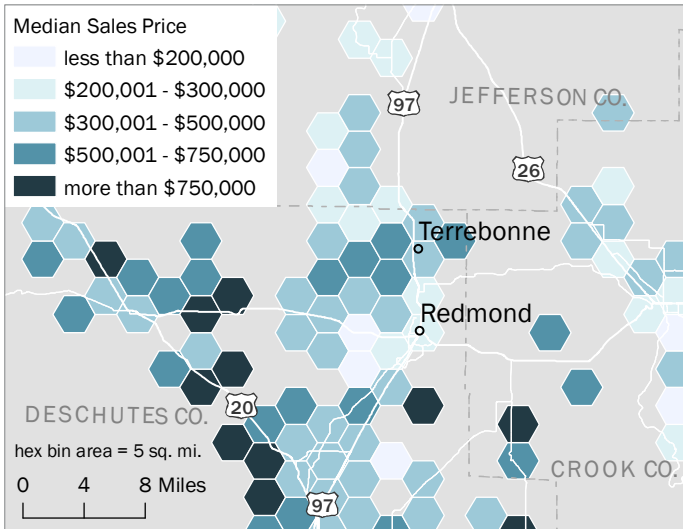 Median Sales Price
less than $200,000
$200,001 - $300,000
$300,001 - $500,000
$500,001 - $750,000
more than $750,000
97
JEFFERSON CO.
26
Terrebonne
Redmond
20
DESCHUTES CO.
hex bin area = 5 sq. mi.
CROOK CO.
0 4 8 Miles
97